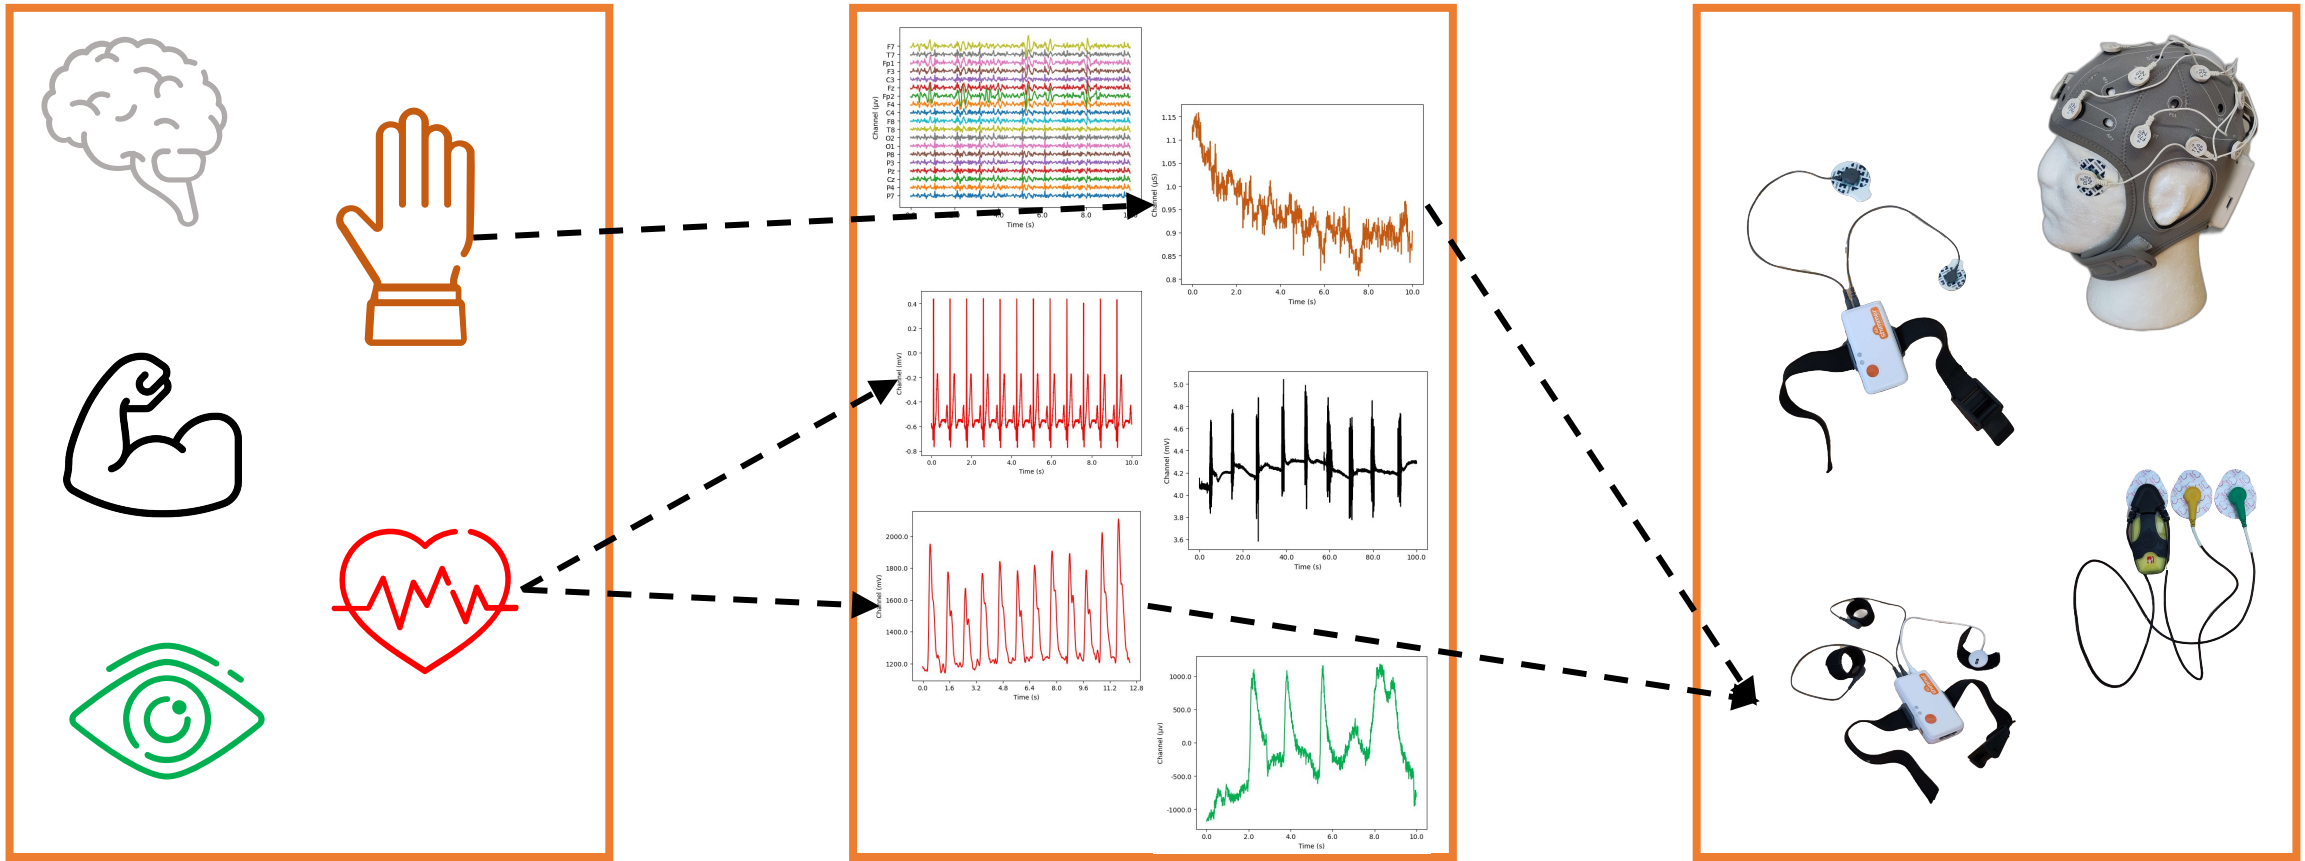 F7
T7
Fp1
F3
C3
Fz
Fp2
F4
C4
F8
T8
O2
O1
P8
P3
Pz
Cz
P4
P7
Channel (μv)
4.0 6.0 8.0
Time (s)
1.15
1.1
1.05
1.0
0.95
0.9
0.85
0.8
Channel (μS)
0.0 2.0 4.0 6.0 8.0 10.0
Time (s)
0.4
0.2
0.0
-0.2
-0.4
-0.6
-0.8
Channel (mV)
0.0 2.0 4.0 6.0 8.0 10.0
Time (s)
5.0
4.8
4.6
4.4
4.2
4.0
3.8
3.6
Channel (mV)
0.0 20.0 40.0 60.0 80.0 100.0
Time (s)
2000.0
1800.0
1600.0
1400.0
1200.0
Channel (mV)
0.0 1.6 3.2 4.8 6.4 8.0 9.6 11.2 12.8
Time (s)
1000.0
500.0
0.0
-500.0
-1000.0
Channel (μv)
0.0 2.0 4.0 6.0 8.0 10.0
Time (s)